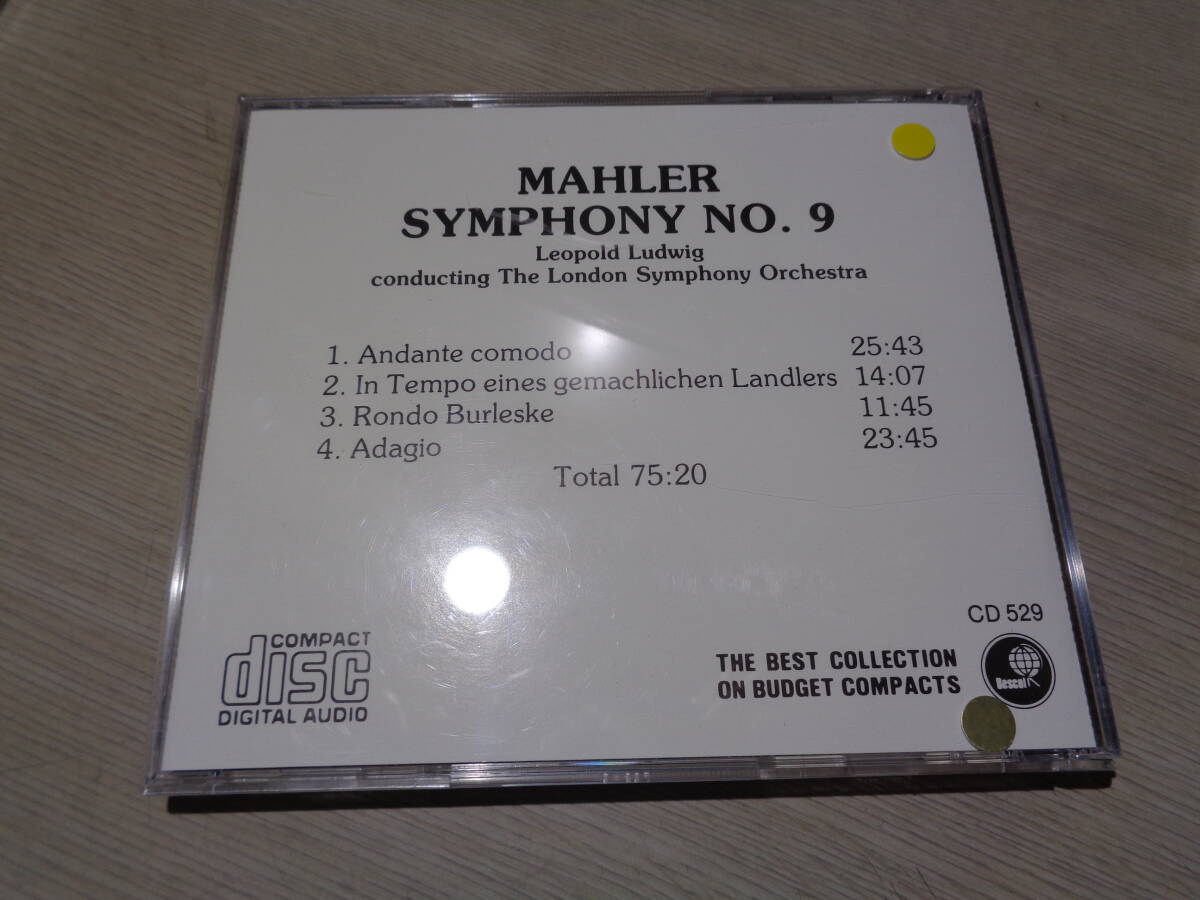 MAHLER
SYMPHONY NO. 9
Leopold Ludwig
conducting The London Symphony Orchestra
1. Andante comodo 25:43
2. In Tempo eines gemachlichen Landlers 14:07
3. Rondo Burleske 11:45
4. Adagio 23:45
Total 75:20
CD 529
COMPACT
disc
DIGITAL AUDIO
THE BEST COLLECTION
ON BUDGET COMPACTS